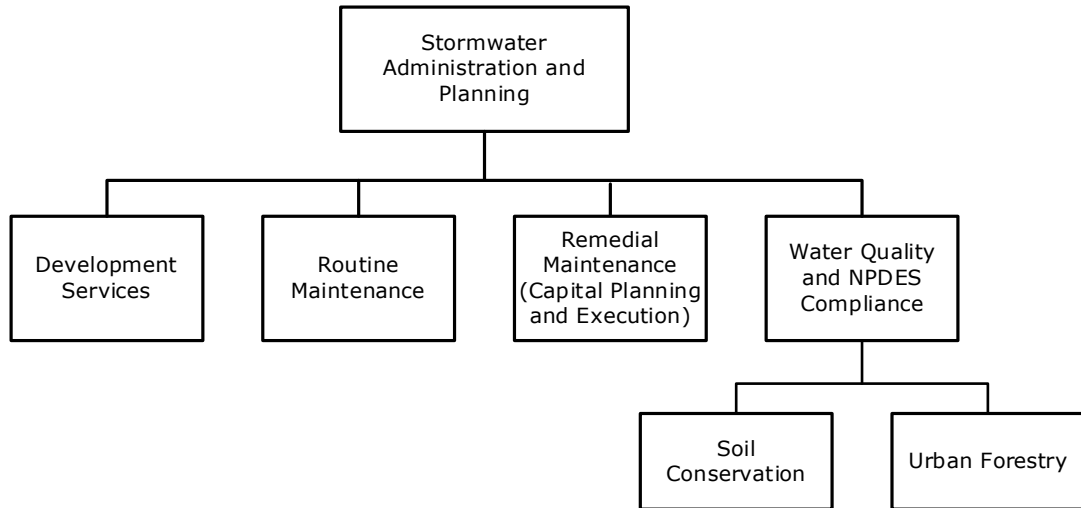 Stormwater
Administration and
Planning
Development
Services
Routine
Maintenance
Remedial
Maintenance
(Capital Planning
and Execution)
Water Quality
and NPDES
Compliance
Soil
Conservation
Urban Forestry